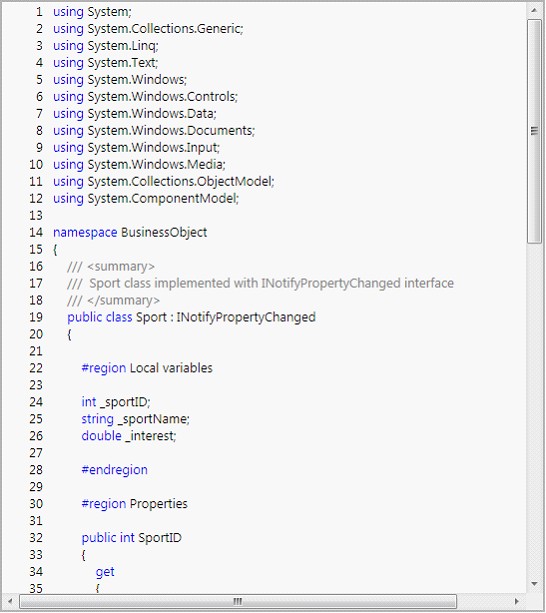 1 using System;
2 using System.Collections.Generic;
3 using System.Linq;
4 using System.Text;
5 using System.Windows;
6 using System.Windows.Controls;
7 using System.Windows.Data;
8 using System.Windows.Documents;
9 using System.Windows.Input;
10 using System.Windows.Media;
11 using System.Collections.ObjectModel;
12 using System.ComponentModel;
13
14 namespace BusinessObject
15 {
16 /// <summary>
17 /// Sport class implemented with INotifyPropertyChanged interface
18 /// </summary>
19 public class Sport : INotifyPropertyChanged
20 {
21
22 #region Local variables
23
24 int _sportID;
25 string _sportName;
26 double _interest;
27
28 #endregion
29
30 #region Properties
31
32 public int SportID
33 {
34 get
35 {